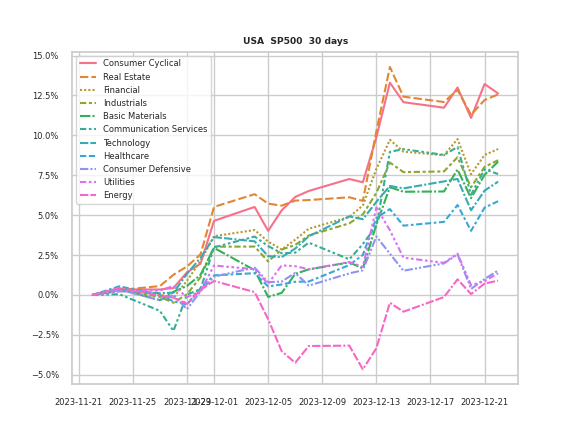 USA  SP500  30 days
15.0%
12.5%
10.0%
7.5%
5.0%
2.5%
0.0%
−2.5%
−5.0%
Consumer Cyclical
Real Estate
Financial
Industrials
Basic Materials
Communication Services
Technology
Healthcare
Consumer Defensive
Utilities
Energy
2023-11-21 2023-11-25 2023-11-29 2023-12-01 2023-12-05 2023-12-09 2023-12-13 2023-12-17 2023-12-21